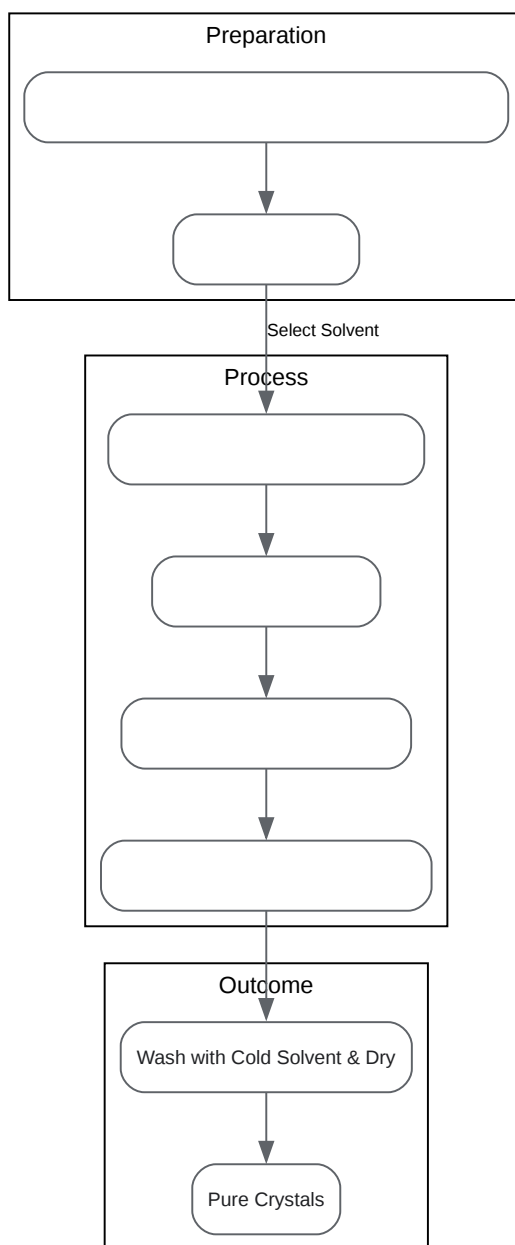 Preparation
Select Solvent
Process
Outcome
Wash with Cold Solvent & Dry
Pure Crystals